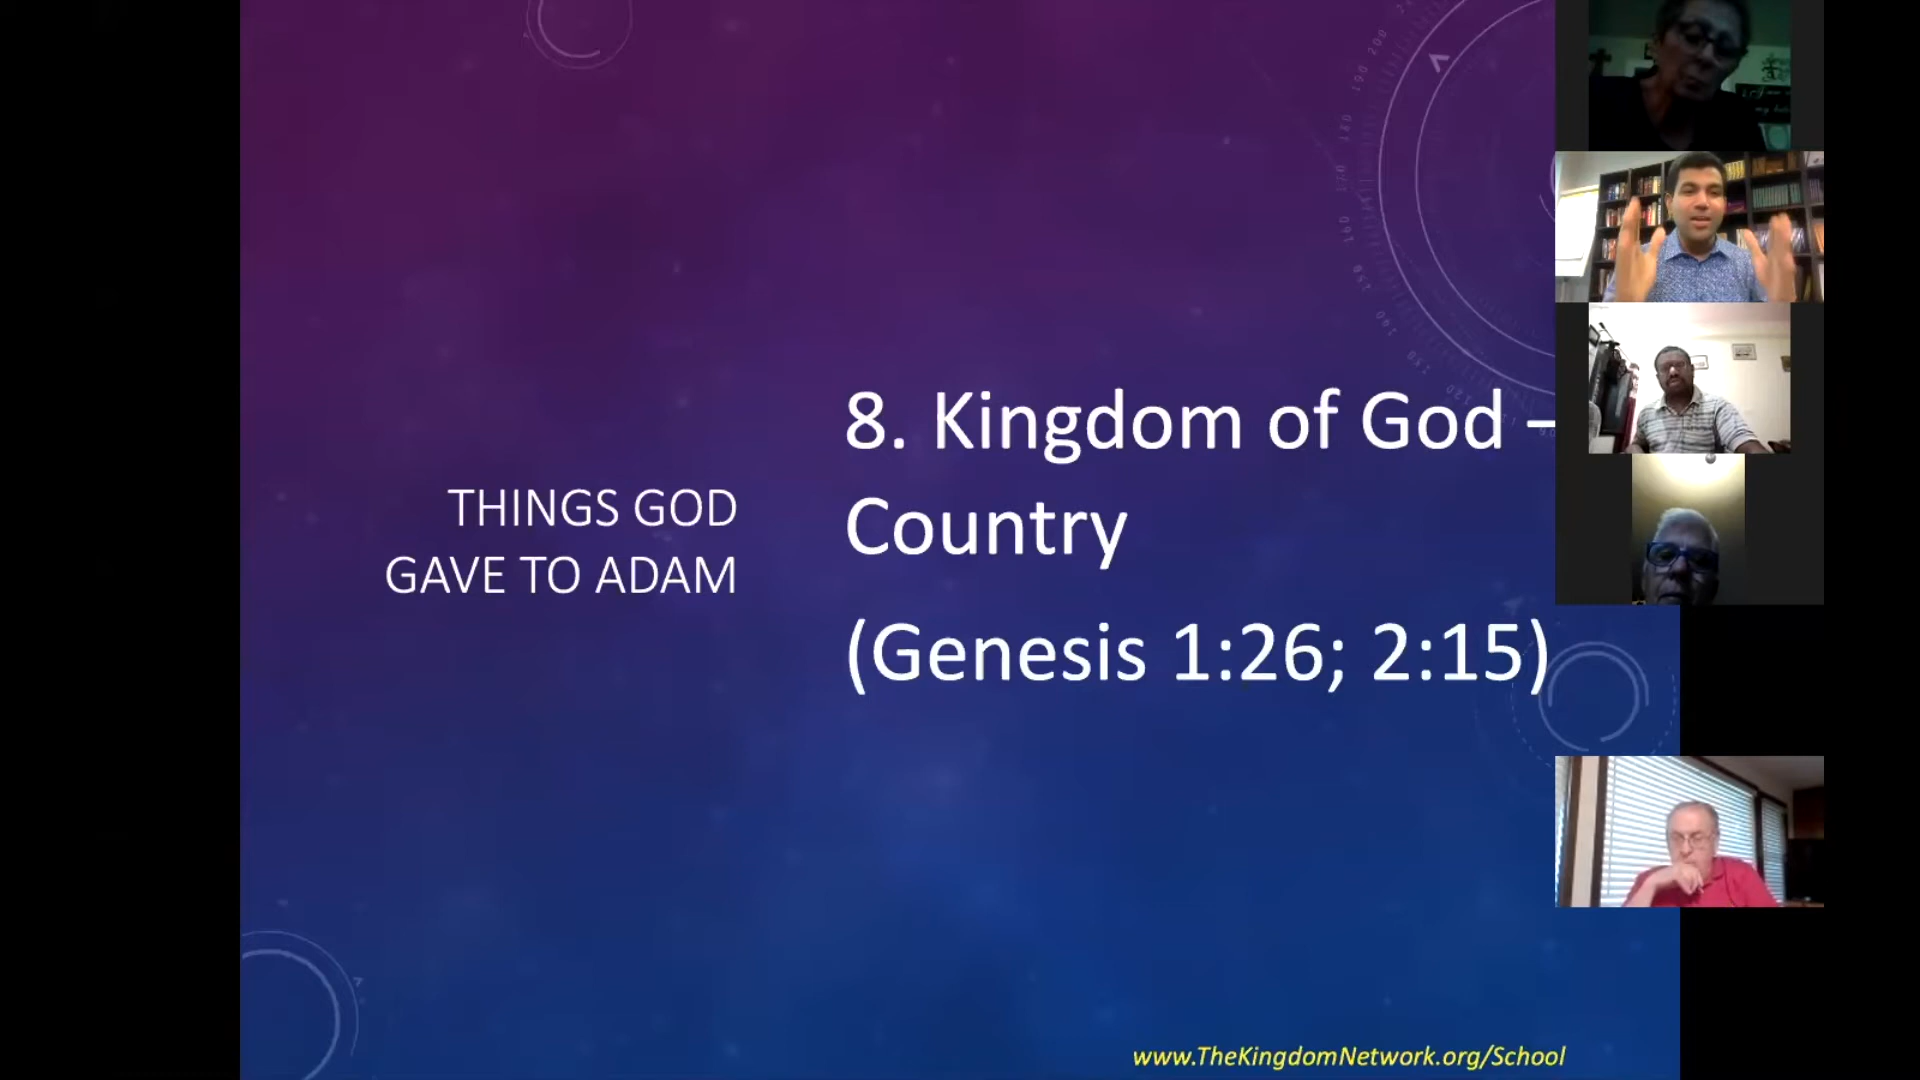 THINGS GOD
GAVE TO ADAM
8. Kingdom of God –
Country
(Genesis 1:26; 2:15)
www.TheKingdomNetwork.org/School